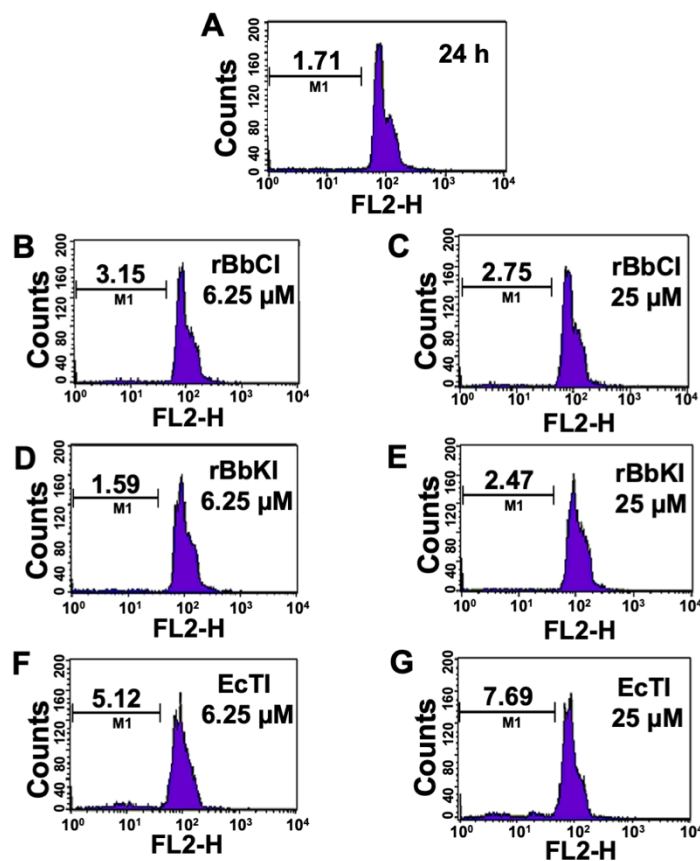 A
24 h
1.71
M1
Counts
0 40 80 120 160 200
10⁰ 10¹ 10² 10³ 10⁴
FL2-H
B
rBbCI
6.25 µM
3.15
M1
Counts
0 40 80 120 160 200
10⁰ 10¹ 10² 10³ 10⁴
FL2-H
C
rBbCI
25 µM
2.75
M1
Counts
0 40 80 120 160 200
10⁰ 10¹ 10² 10³ 10⁴
FL2-H
D
rBbKI
6.25 µM
1.59
M1
Counts
0 40 80 120 160 200
10⁰ 10¹ 10² 10³ 10⁴
FL2-H
E
rBbKI
25 µM
2.47
M1
Counts
0 40 80 120 160 200
10⁰ 10¹ 10² 10³ 10⁴
FL2-H
F
EcTI
6.25 µM
5.12
M1
Counts
0 40 80 120 160 200
10⁰ 10¹ 10² 10³ 10⁴
FL2-H
G
EcTI
25 µM
7.69
M1
Counts
0 40 80 120 160 200
10⁰ 10¹ 10² 10³ 10⁴
FL2-H